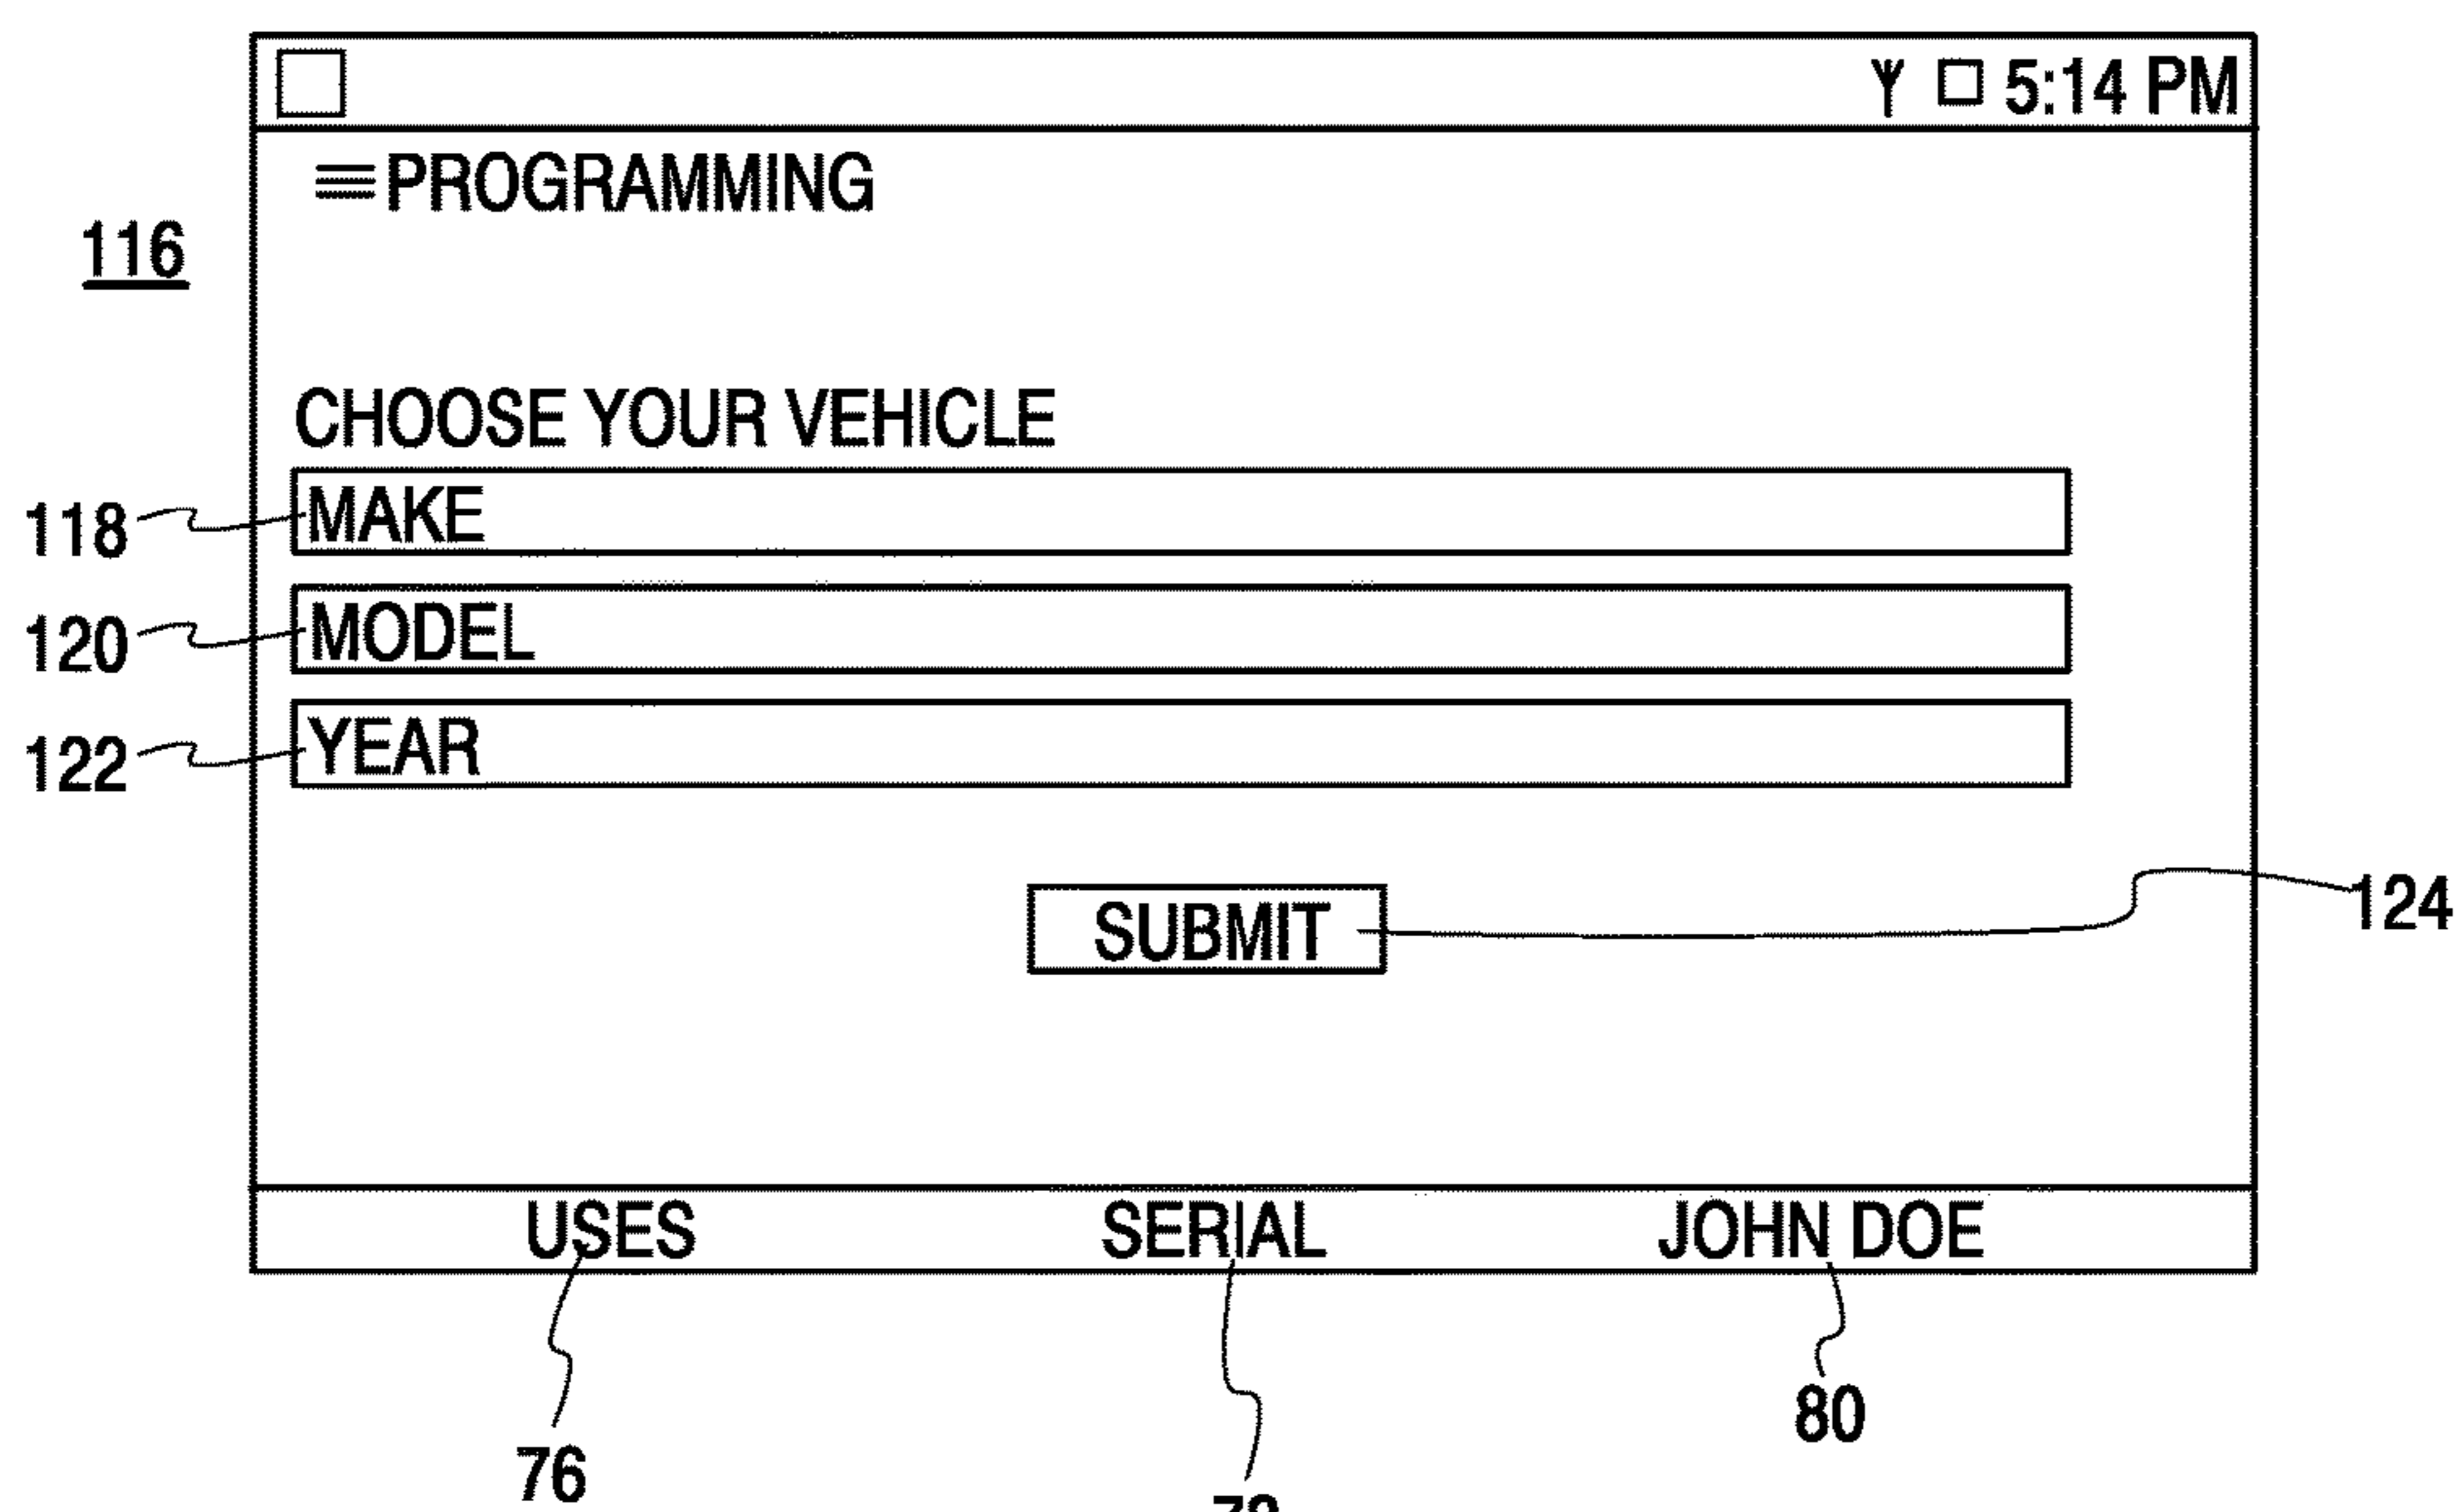 5:14 PM
PROGRAMMING
116
CHOOSE YOUR VEHICLE
118 MAKE
120 MODEL
122 YEAR
SUBMIT 124
USES SERIAL JOHN DOE
80
76